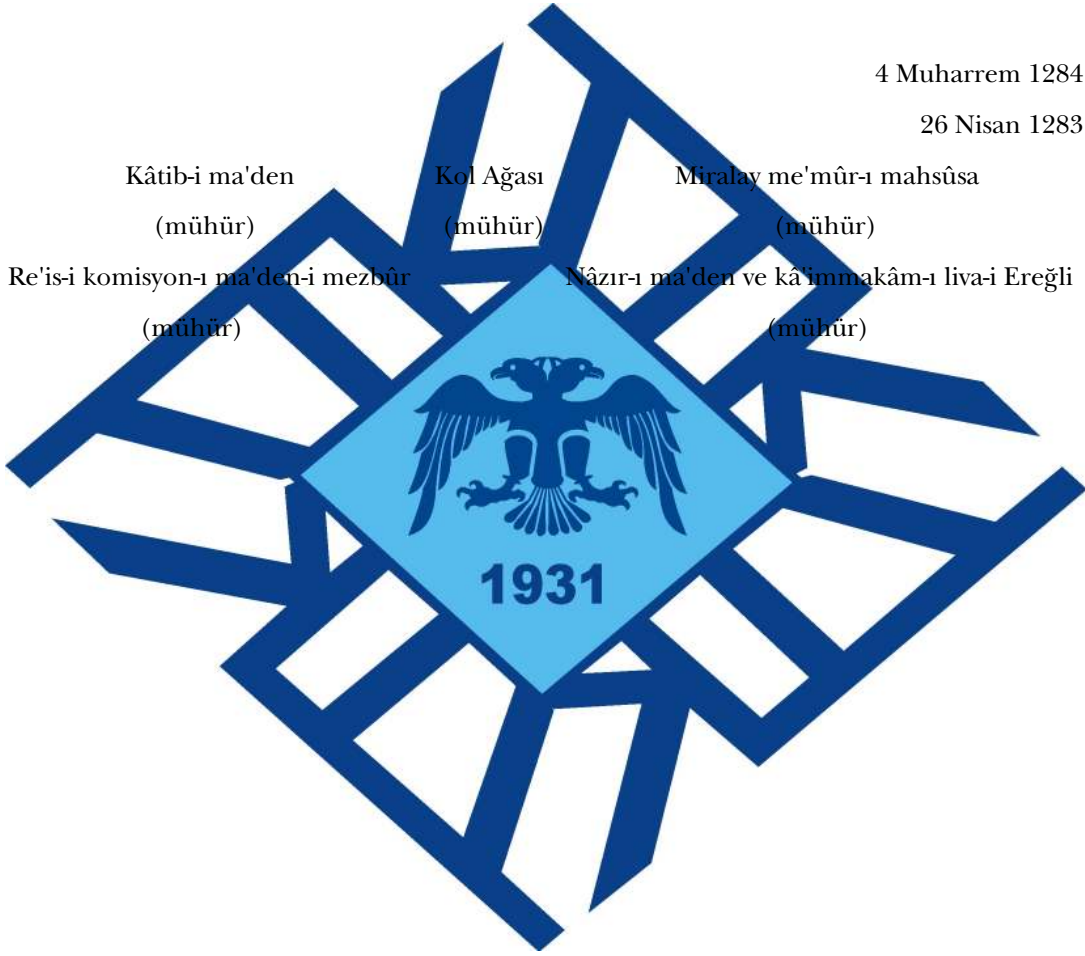 4 Muharrem 1284
26 Nisan 1283
Kâtib-i ma'den Kol Ağası Miralay me'mûr-ı mahsûsa
(mühür) (mühür) (mühür)
Re'is-i komisyon-ı ma'den-i mezbûr Nâzır-ı ma'den ve kâ'immakâm-ı liva-i Ereğli
(mühür) (mühür)
1931